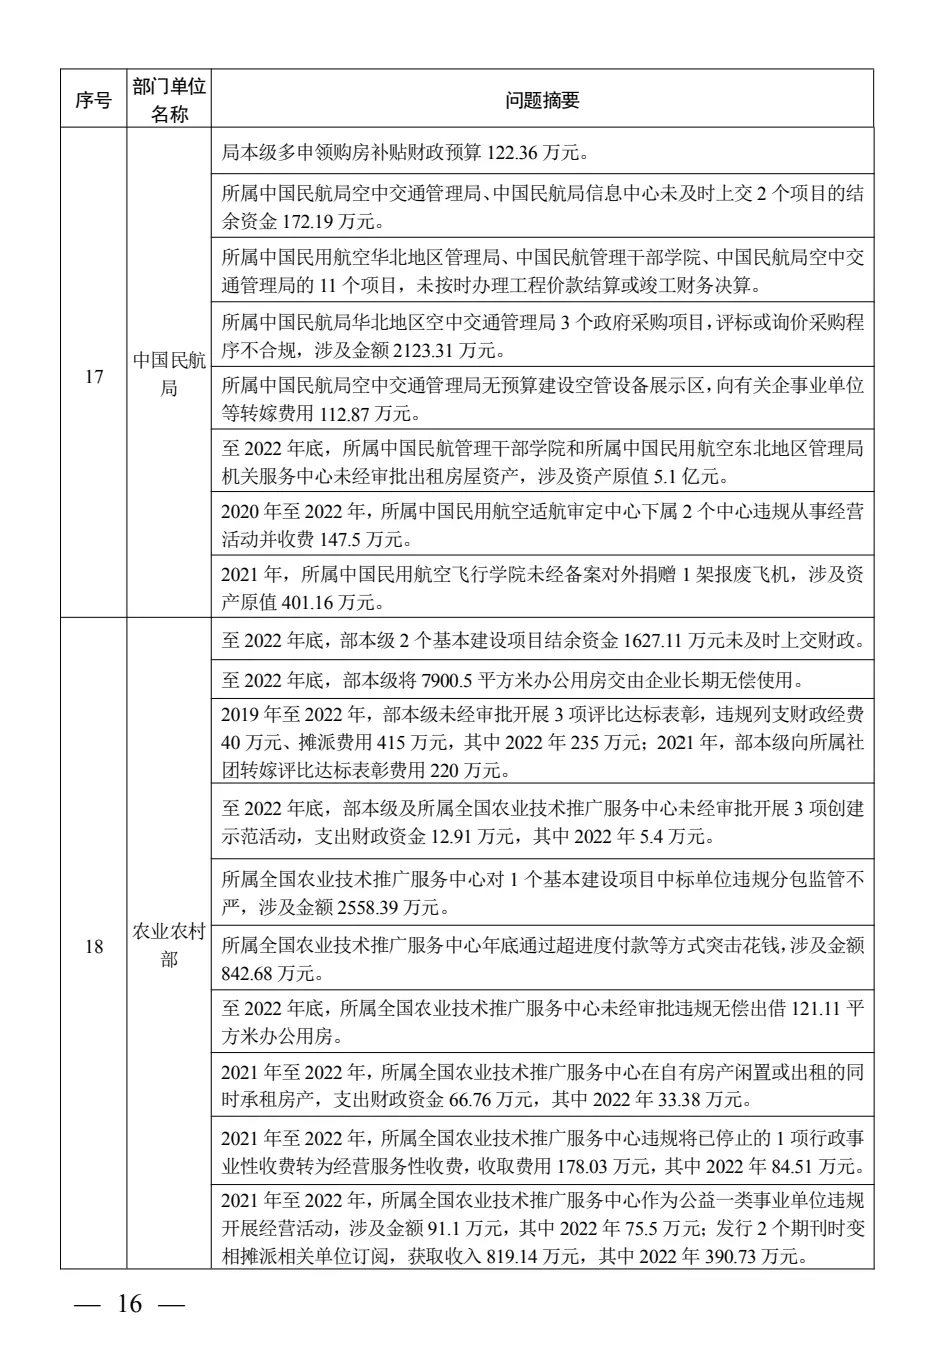 序号
部门单位
名称
问题摘要
17
中国民航
局
局本级多申领购房补贴财政预算 122.36 万元。
所属中国民航局空中交通管理局、中国民航局信息中心未及时上交 2 个项目的结
余资金 172.19 万元。
所属中国民用航空华北地区管理局、中国民航管理干部学院、中国民航局空中交
通管理局的 11 个项目，未按时办理工程价款结算或竣工财务决算。
所属中国民航局华北地区空中交通管理局 3 个政府采购项目，评标或询价采购程
序不合规，涉及金额 2123.31 万元。
所属中国民航局空中交通管理局无预算建设空管设备展示区，向有关企事业单位
等转嫁费用 112.87 万元。
至 2022 年底，所属中国民航管理干部学院和所属中国民用航空东北地区管理局
机关服务中心未经审批出租房屋资产，涉及资产原值 5.1 亿元。
2020 年至 2022 年，所属中国民用航空适航审定中心下属 2 个中心违规从事经营
活动并收费 147.5 万元。
2021 年，所属中国民用航空飞行学院未经备案对外捐赠 1 架报废飞机，涉及资
产原值 401.16 万元。
18
农业农村
部
至 2022 年底，部本级 2 个基本建设项目结余资金 1627.11 万元未及时上交财政。
至 2022 年底，部本级将 7900.5 平方米办公用房交由企业长期无偿使用。
2019 年至 2022 年，部本级未经审批开展 3 项评比达标表彰，违规列支财政经费
40 万元、摊派费用 415 万元，其中 2022 年 235 万元；2021 年，部本级向所属社
团转嫁评比达标表彰费用 220 万元。
至 2022 年底，部本级及所属全国农业技术推广服务中心未经审批开展 3 项创建
示范活动，支出财政资金 12.91 万元，其中 2022 年 5.4 万元。
所属全国农业技术推广服务中心对 1 个基本建设项目中标单位违规分包监管不
严，涉及金额 2558.39 万元。
所属全国农业技术推广服务中心年底通过超进度付款等方式突击花钱，涉及金额
842.68 万元。
至 2022 年底，所属全国农业技术推广服务中心未经审批违规无偿出借 121.11 平
方米办公用房。
2021 年至 2022 年，所属全国农业技术推广服务中心在自有房产闲置或出租的同
时承租房产，支出财政资金 66.76 万元，其中 2022 年 33.38 万元。
2021 年至 2022 年，所属全国农业技术推广服务中心违规将已停止的 1 项行政事
业性收费转为经营服务性收费，收取费用 178.03 万元，其中 2022 年 84.51 万元。
2021 年至 2022 年，所属全国农业技术推广服务中心作为公益一类事业单位违规
开展经营活动，涉及金额 91.1 万元，其中 2022 年 75.5 万元；发行 2 个期刊时变
相摊派相关单位订阅，获取收入 819.14 万元，其中 2022 年 390.73 万元。
— 16 —